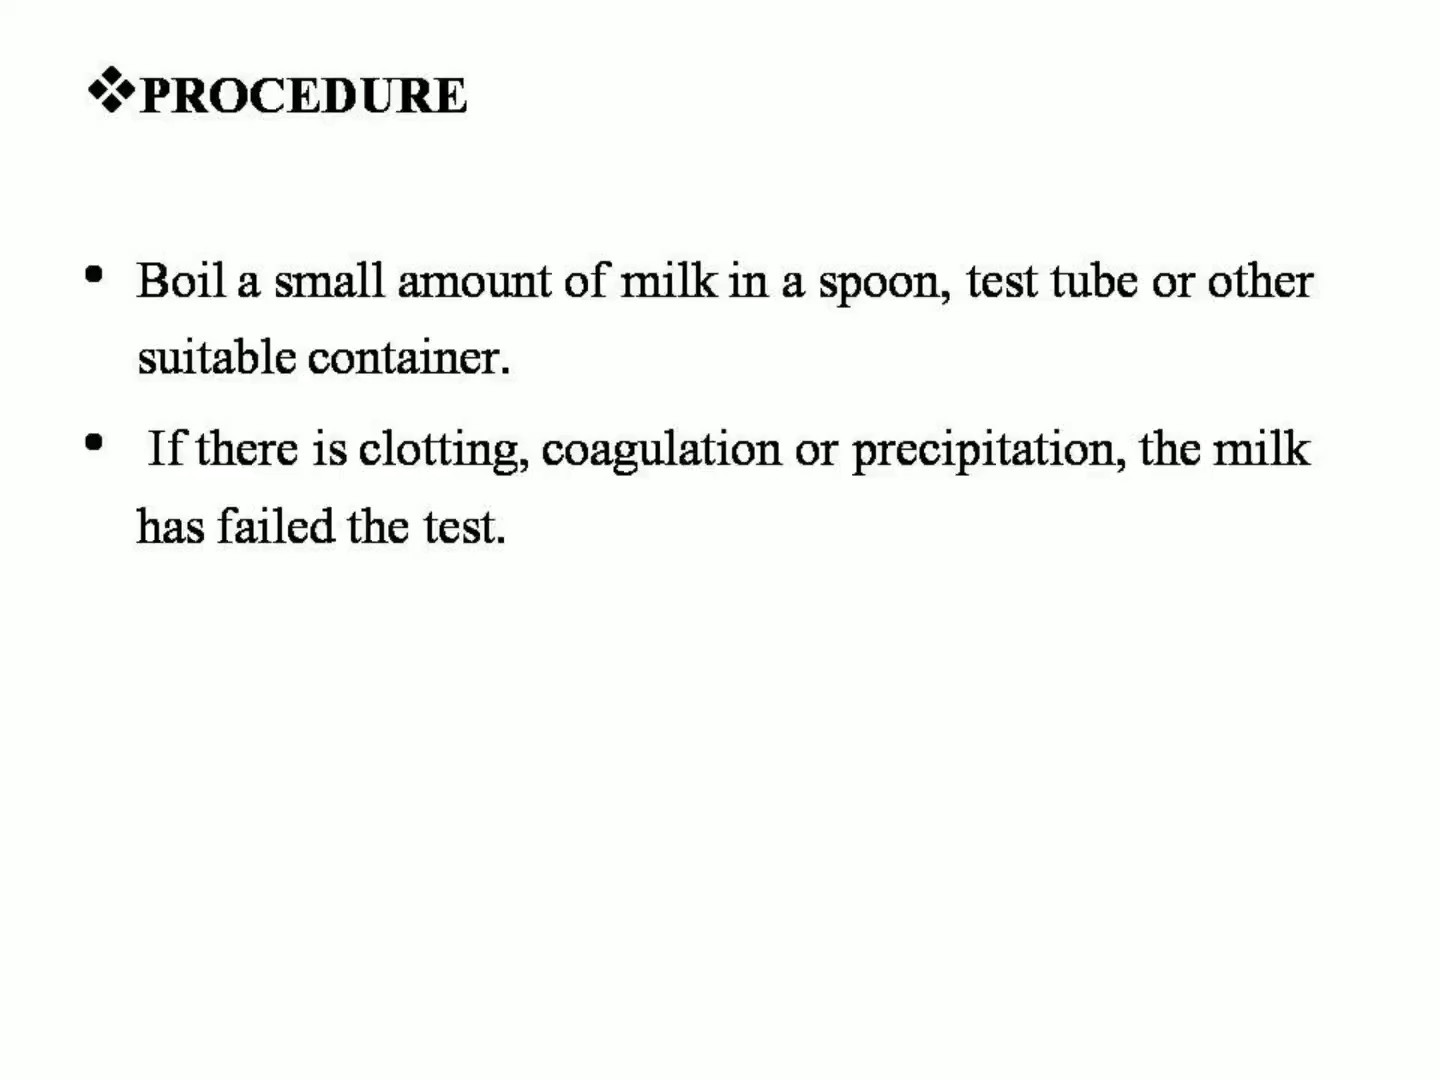 ❖PROCEDURE
• Boil a small amount of milk in a spoon, test tube or other
suitable container.
• If there is clotting, coagulation or precipitation, the milk
has failed the test.